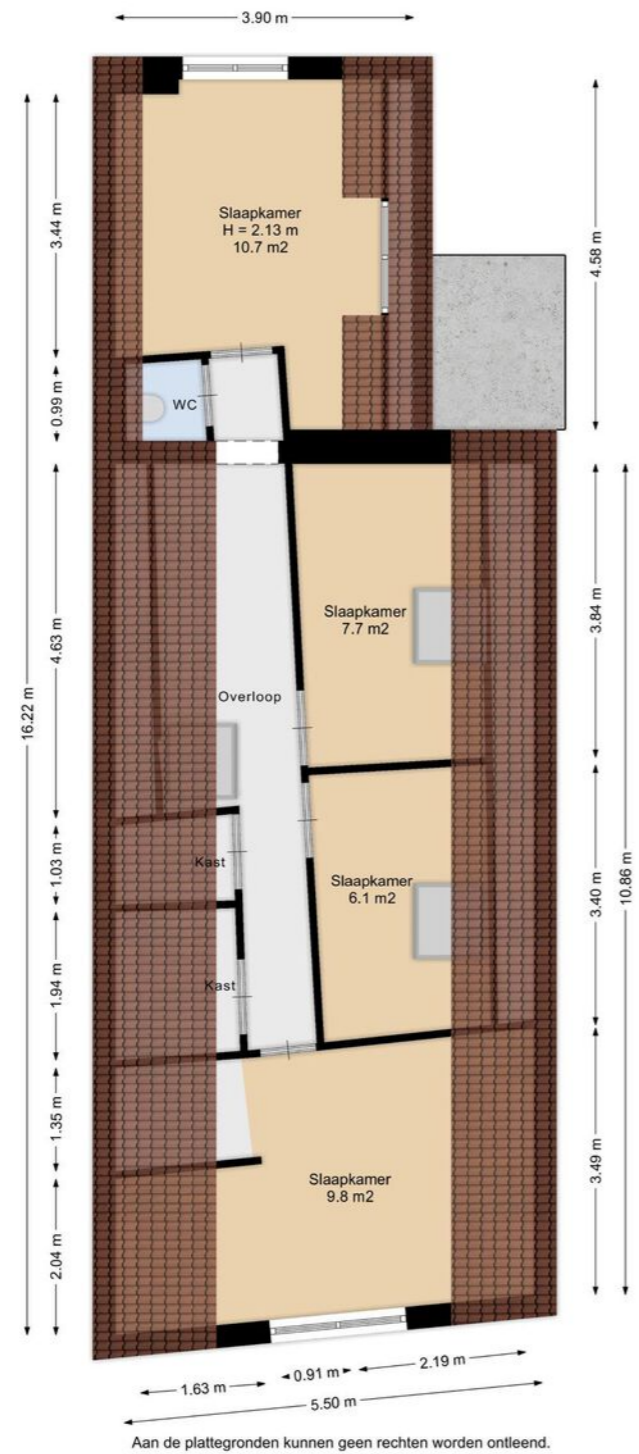 3.90 m
Slaapkamer
H = 2.13 m
10.7 m2
3.44 m
4.58 m
0.99 m
WC
16.22 m
4.63 m
Slaapkamer
7.7 m2
3.84 m
Overloop
10.86 m
1.03 m
Kast
Slaapkamer
6.1 m2
3.40 m
1.94 m
Kast
1.35 m
Slaapkamer
9.8 m2
3.49 m
2.04 m
1.63 m
0.91 m
2.19 m
5.50 m
Aan de plattegronden kunnen geen rechten worden ontleend.